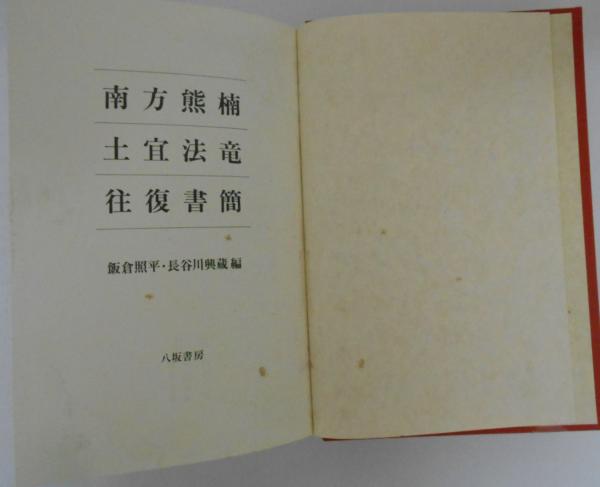 南方熊楠
土宜法竜
往復書簡
飯倉照平・長谷川興蔵編
八坂書房